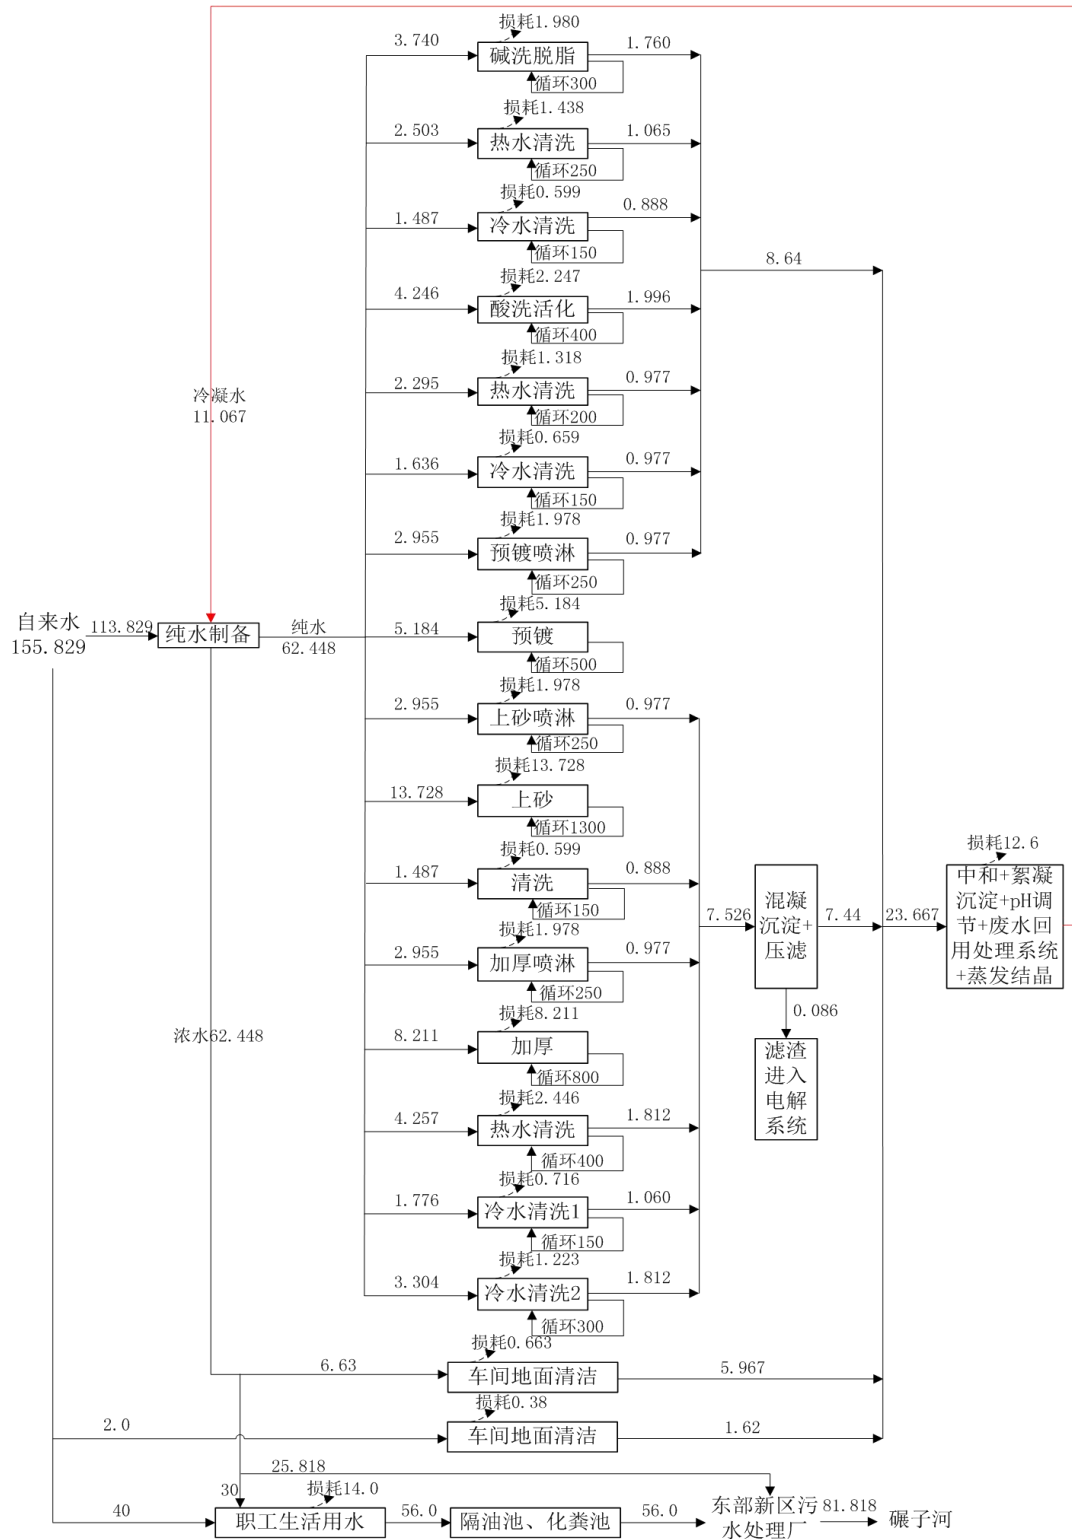 损耗1.980
3.740
碱洗脱脂
1.760
循环300
损耗1.438
2.503
热水清洗
1.065
循环250
损耗0.599
1.487
冷水清洗
0.888
循环150
8.64
损耗2.247
4.246
酸洗活化
1.996
循环400
损耗1.318
冷凝水
11.067
2.295
热水清洗
0.977
循环200
损耗0.659
1.636
冷水清洗
0.977
循环150
损耗1.978
2.955
预镀喷淋
0.977
循环250
损耗5.184
自来水
155.829
113.829
纯水制备
纯水
62.448
5.184
预镀
循环500
损耗1.978
2.955
上砂喷淋
0.977
循环250
损耗13.728
13.728
上砂
循环1300
损耗0.599
1.487
清洗
0.888
循环150
7.526
混凝
沉淀+
压滤
7.44
23.667
损耗12.6
中和+絮凝
沉淀+pH调
节+废水回
用处理系统
+蒸发结晶
损耗1.978
2.955
加厚喷淋
0.977
循环250
0.086
滤渣
进入
电解
系统
损耗8.211
浓水62.448
8.211
加厚
循环800
损耗2.446
4.257
热水清洗
1.812
循环400
损耗0.716
1.776
冷水清洗1
1.060
循环150
损耗1.223
3.304
冷水清洗2
1.812
循环300
损耗0.663
6.63
车间地面清洁
5.967
损耗0.38
2.0
车间地面清洁
1.62
25.818
30
损耗14.0
40
职工生活用水
56.0
隔油池、化粪池
56.0
东部新区污
水处理厂
81.818
碾子河